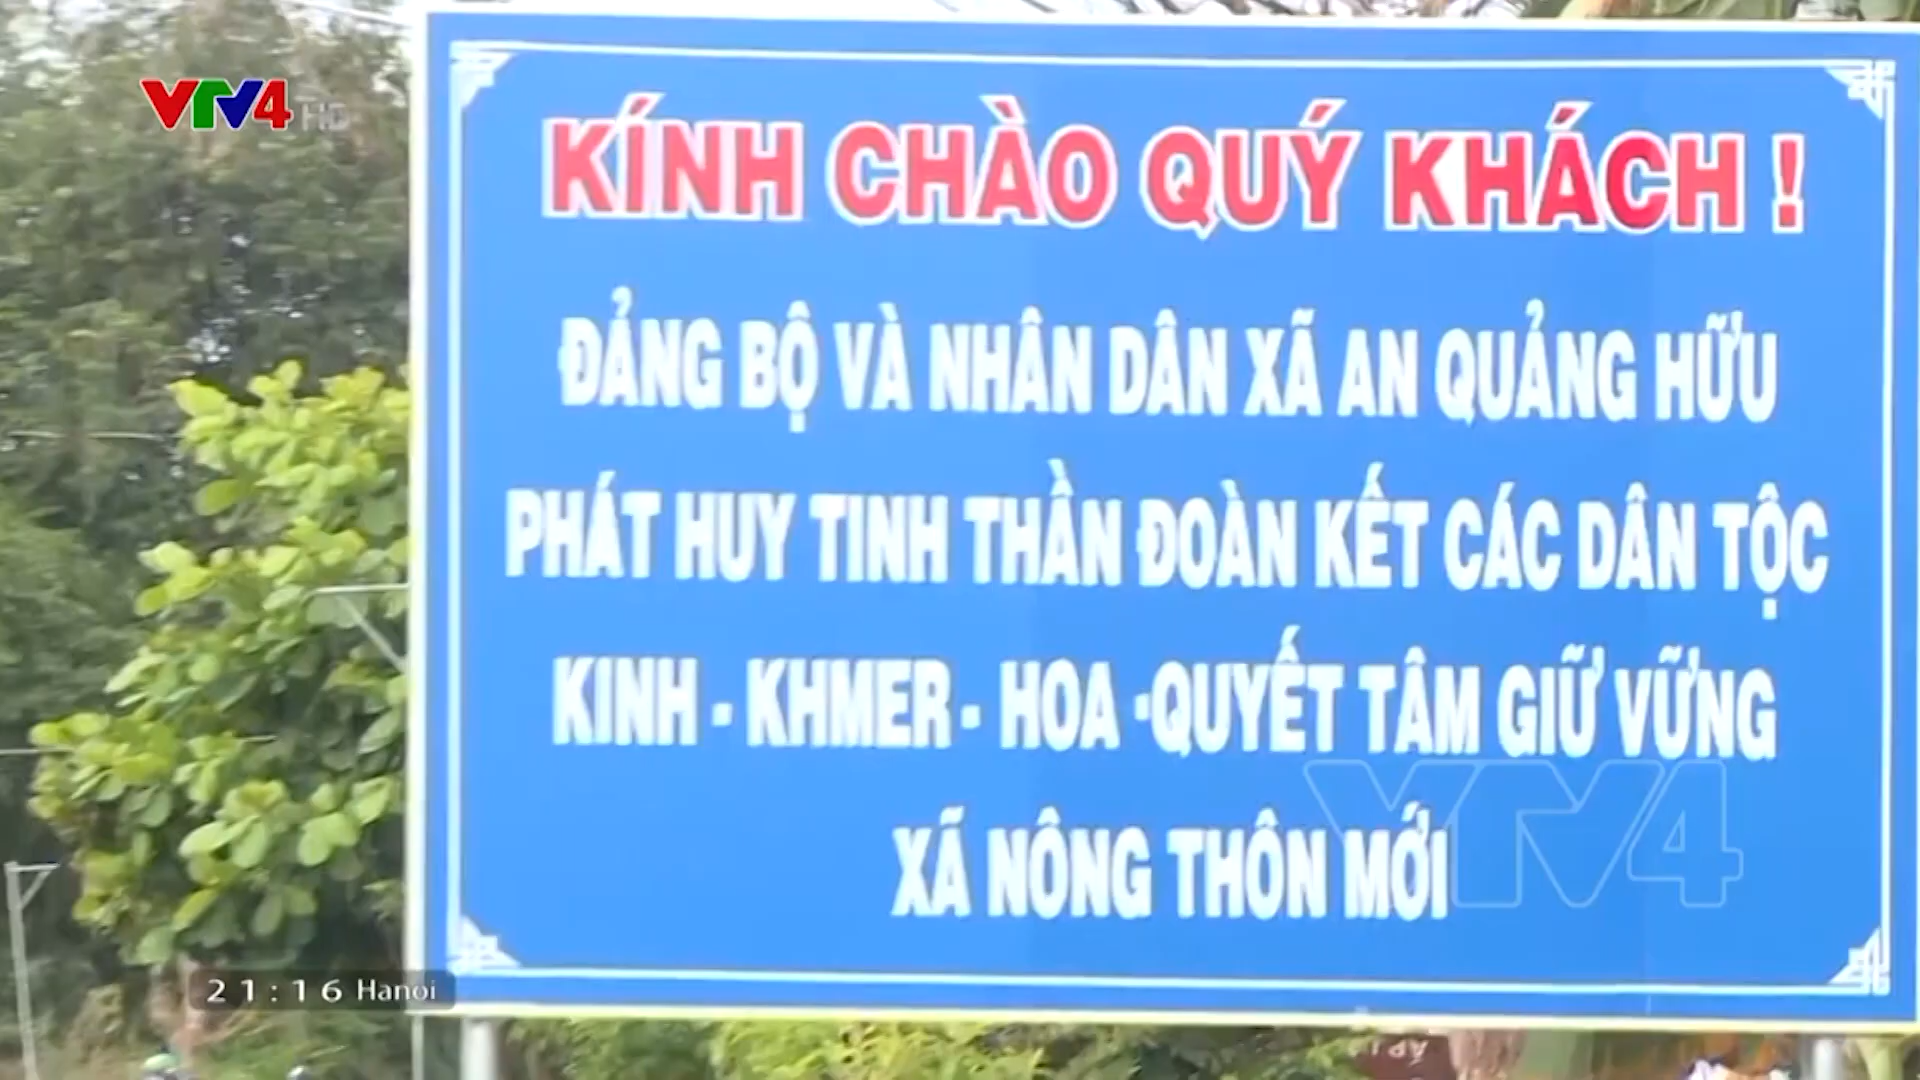 VTV4 HD
KÍNH CHÀO QUÝ KHÁCH !
ĐẢNG BỘ VÀ NHÂN DÂN XÃ AN QUẢNG HỮU
PHÁT HUY TINH THẦN ĐOÀN KẾT CÁC DÂN TỘC
KINH - KHMER - HOA -QUYẾT TÂM GIỮ VỮNG
XÃ NÔNG THÔN MỚI
VTV4
21:16 Hanoi